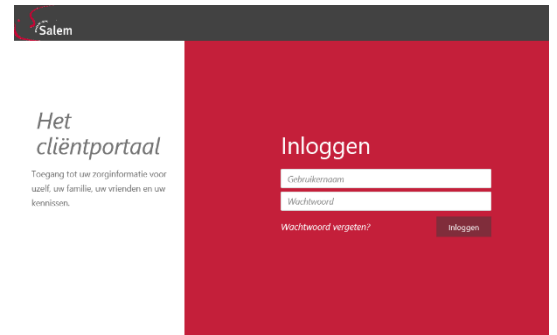 Salem
Het
cliëntportaal
Toegang tot uw zorginformatie voor
uzelf, uw familie, uw vrienden en uw
kennissen.
Inloggen
Gebruikernaam
Wachtwoord
Wachtwoord vergeten?
Inloggen